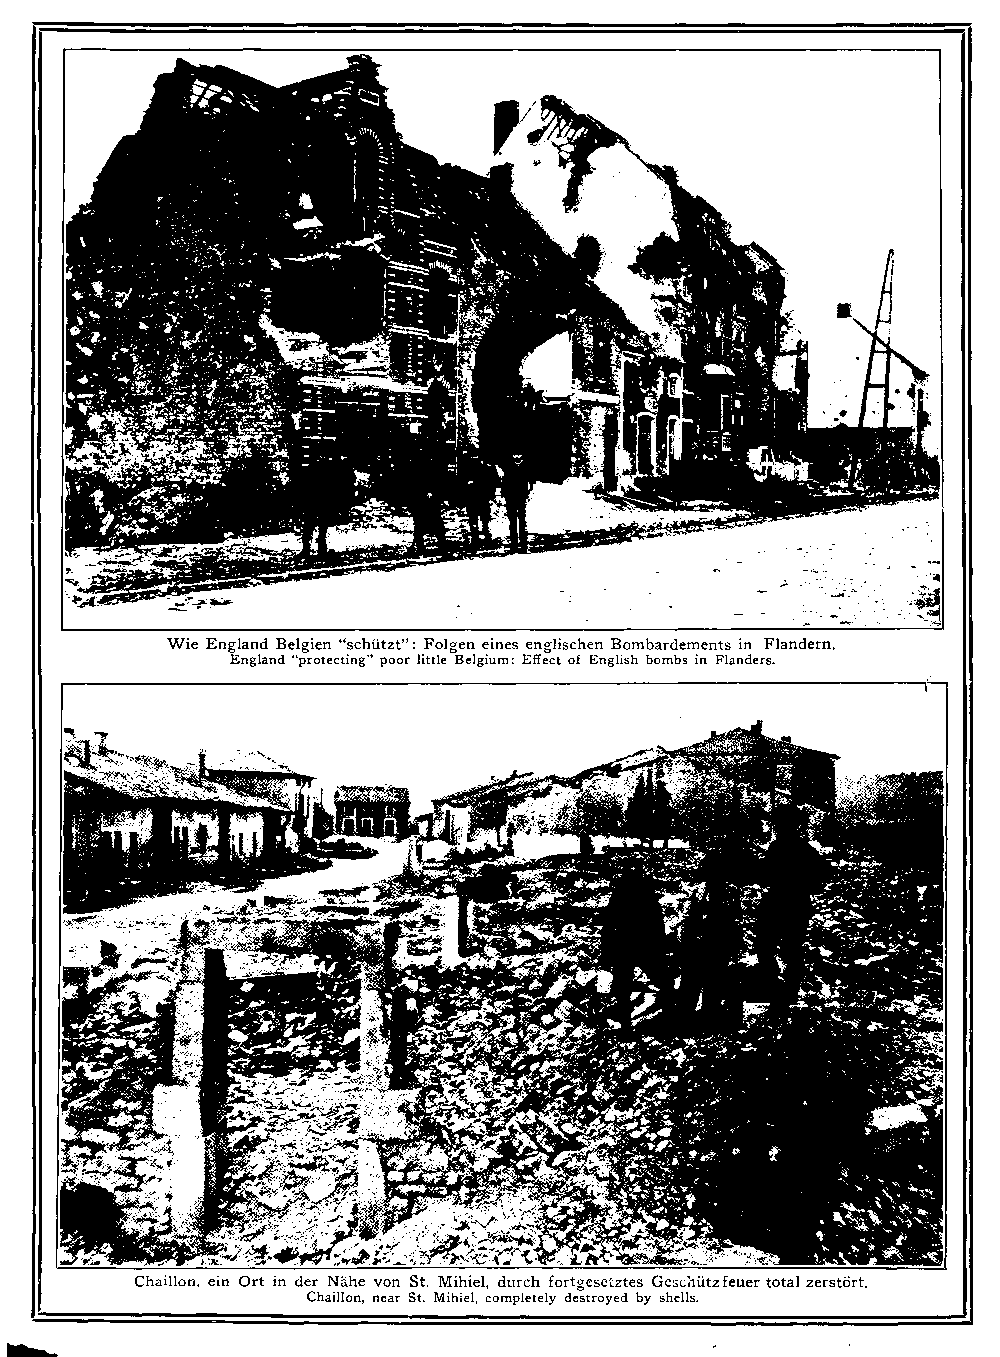 Wie England Belgien “schützt”: Folgen eines englischen Bombardements in Flandern.
England “protecting” poor little Belgium: Effect of English bombs in Flanders.
Chaillon, ein Ort in der Nähe von St. Mihiel, durch fortgesetztes Geschützfeuer total zerstört.
Chaillon, near St. Mihiel, completely destroyed by shells.